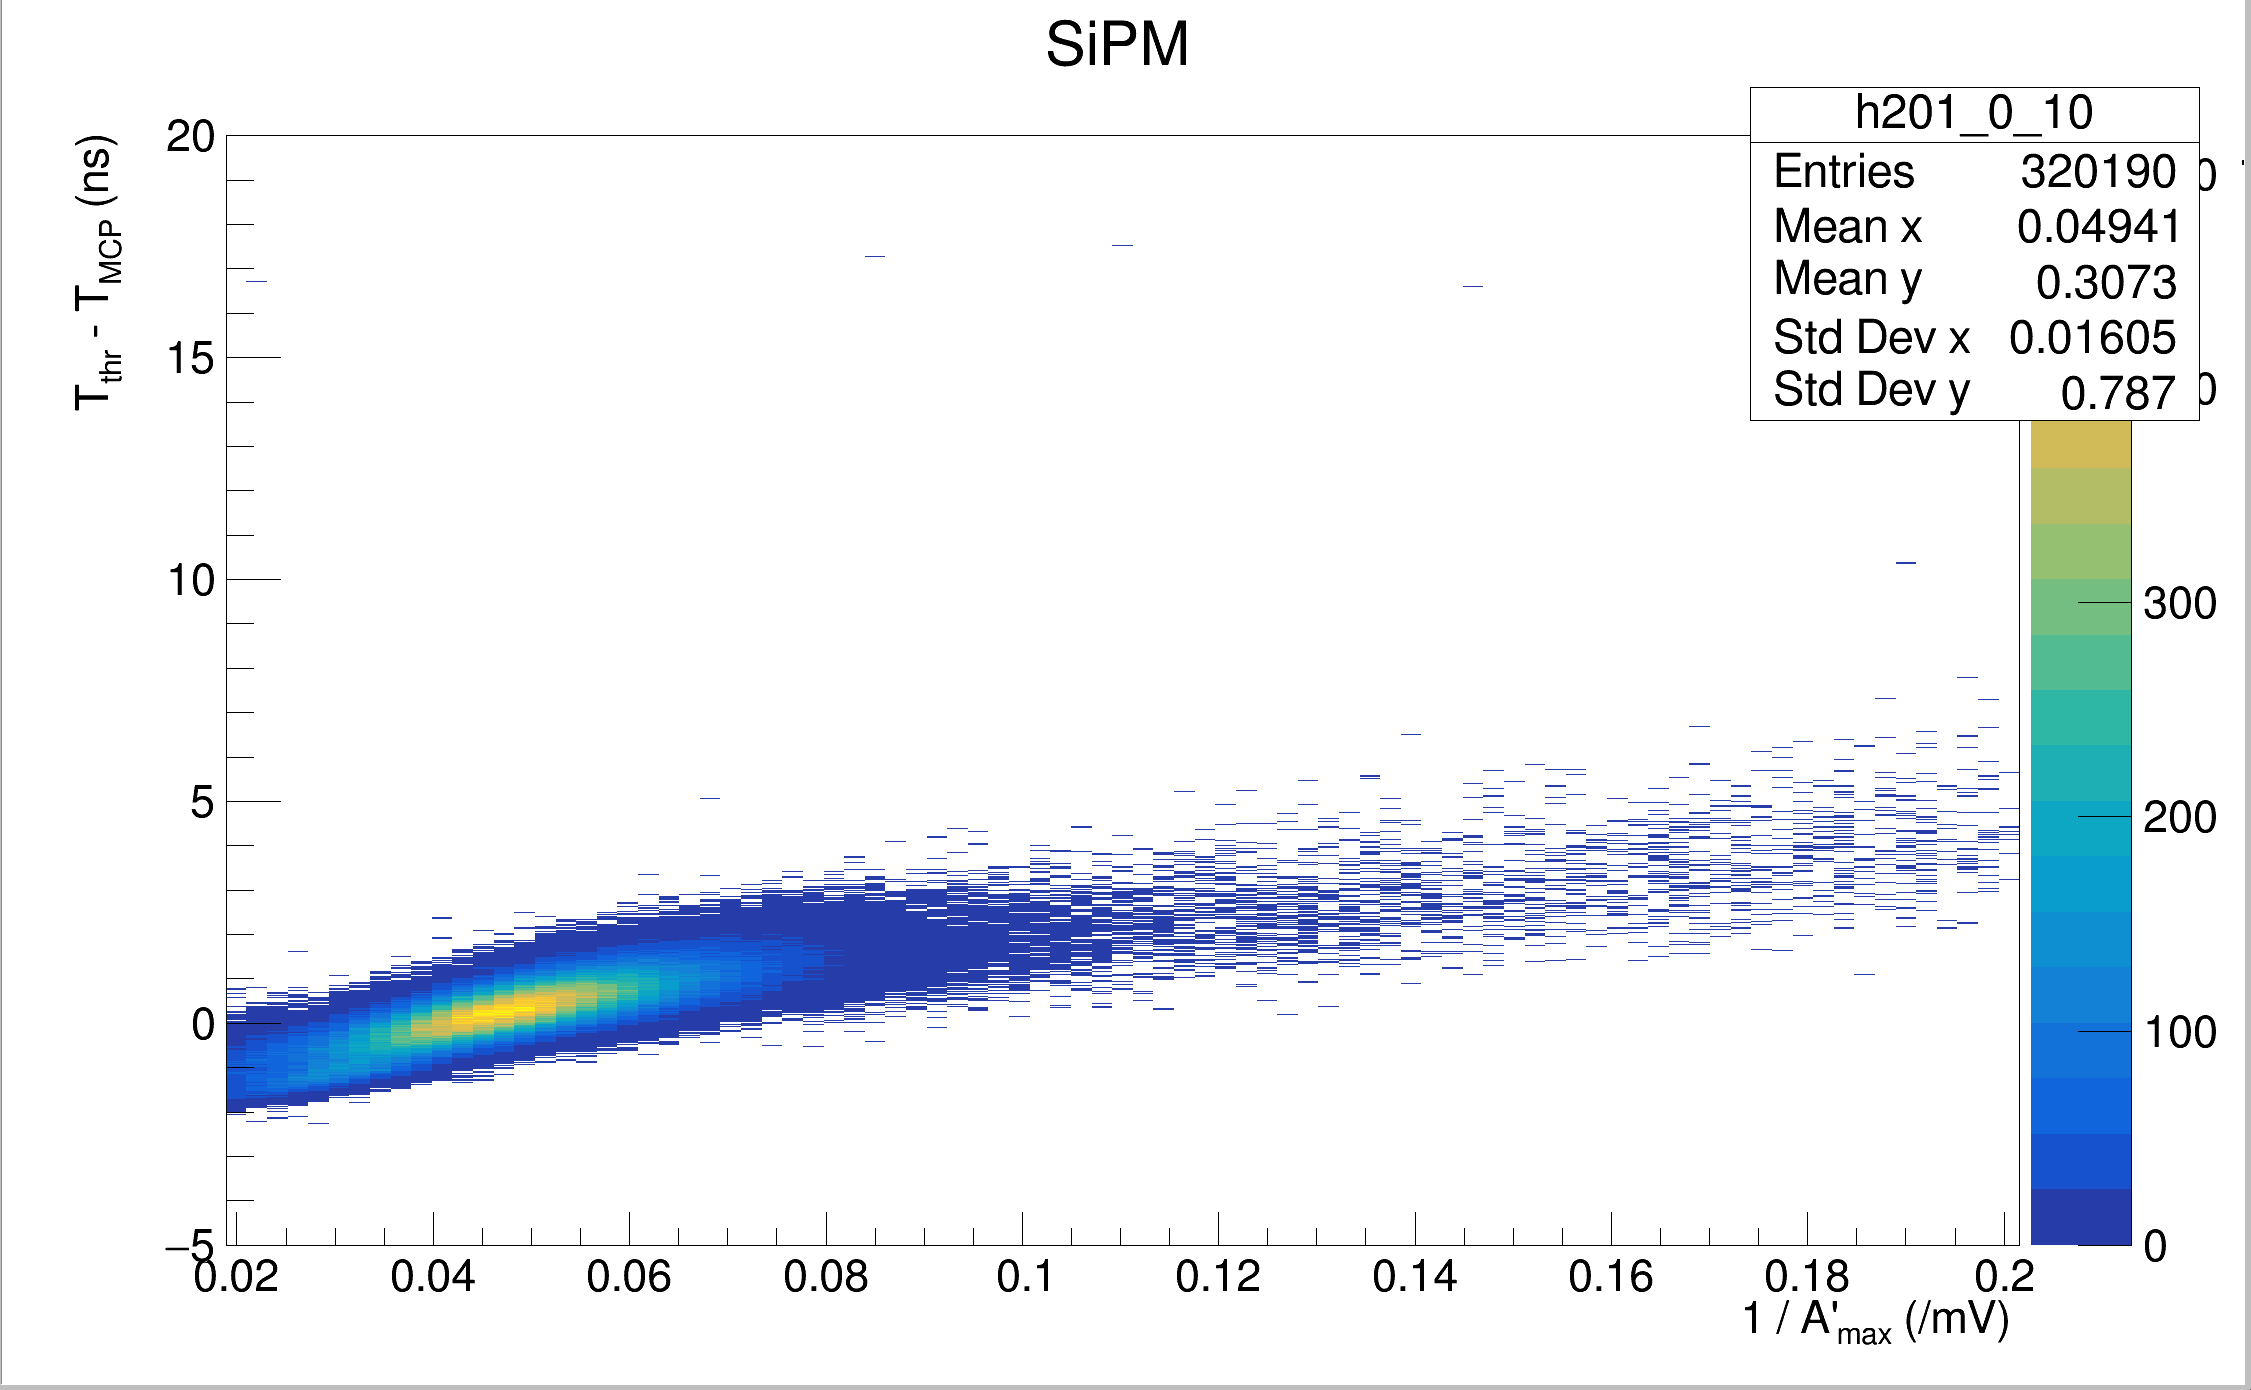 SiPM
T_thr - T_MCP (ns)
h201_0_10
Entries 320190
Mean x 0.04941
Mean y 0.3073
Std Dev x 0.01605
Std Dev y 0.787
20
15
10
5
0
−5
300
200
100
0
0.02 0.04 0.06 0.08 0.1 0.12 0.14 0.16 0.18 0.2
1 / A'_max (/mV)